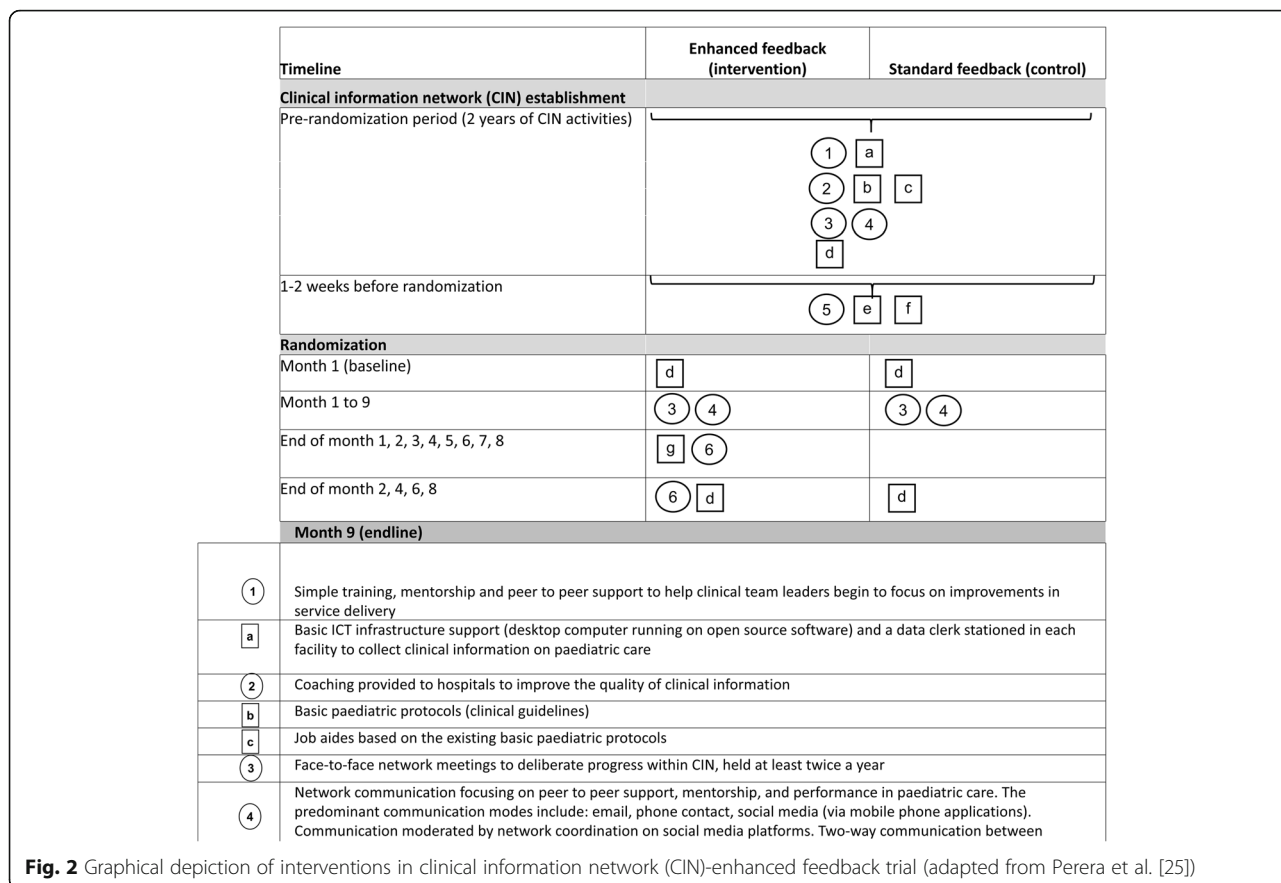 Timeline
Enhanced feedback
(intervention)
Standard feedback (control)
Clinical information network (CIN) establishment
Pre-randomization period (2 years of CIN activities)
1 a
2 b c
3 4
d
1-2 weeks before randomization
5 e f
Randomization
Month 1 (baseline)
d
d
Month 1 to 9
3 4
3 4
End of month 1, 2, 3, 4, 5, 6, 7, 8
g 6
End of month 2, 4, 6, 8
6 d
d
Month 9 (endline)
1
Simple training, mentorship and peer to peer support to help clinical team leaders begin to focus on improvements in
service delivery
a
Basic ICT infrastructure support (desktop computer running on open source software) and a data clerk stationed in each
facility to collect clinical information on paediatric care
2
Coaching provided to hospitals to improve the quality of clinical information
b
Basic paediatric protocols (clinical guidelines)
c
Job aides based on the existing basic paediatric protocols
3
Face-to-face network meetings to deliberate progress within CIN, held at least twice a year
4
Network communication focusing on peer to peer support, mentorship, and performance in paediatric care. The
predominant communication modes include: email, phone contact, social media (via mobile phone applications).
Communication moderated by network coordination on social media platforms. Two-way communication between
Fig. 2 Graphical depiction of interventions in clinical information network (CIN)-enhanced feedback trial (adapted from Perera et al. [25])